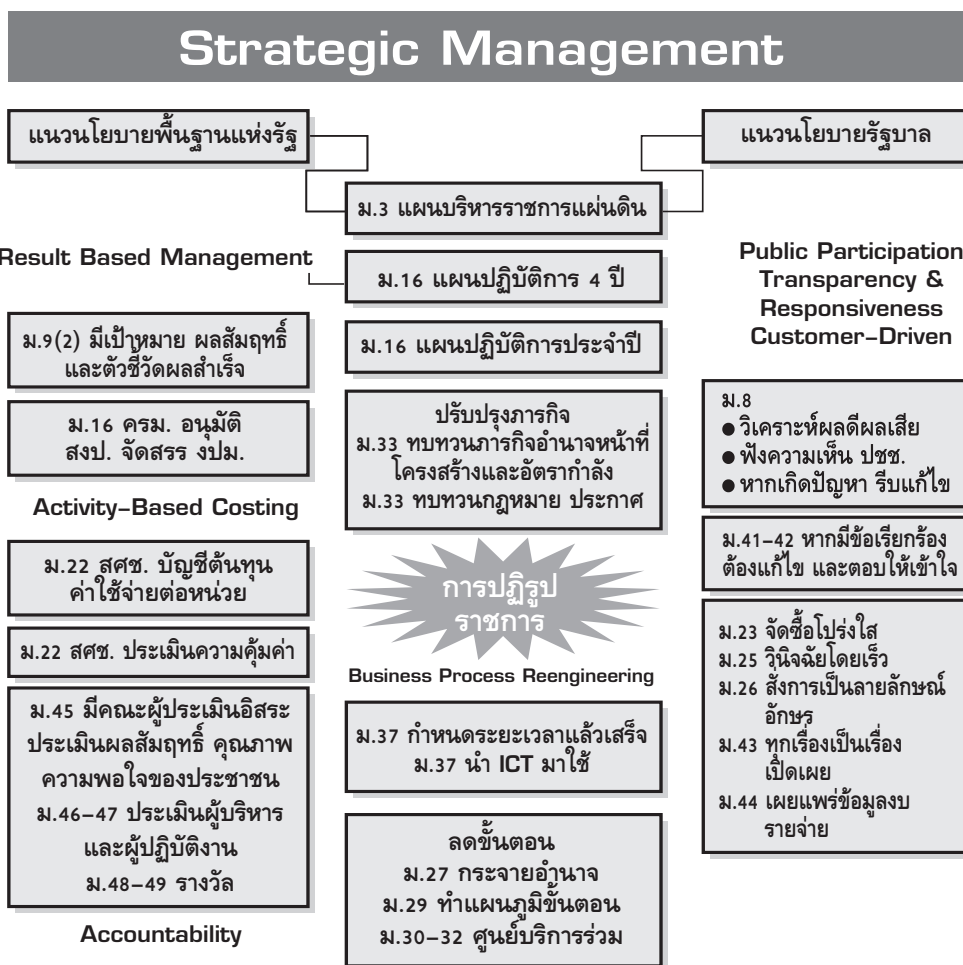 Strategic Management
แนวนโยบายพื้นฐานแห่งรัฐ
แนวนโยบายรัฐบาล
ม.3 แผนบริหารราชการแผ่นดิน
Result Based Management
ม.16 แผนปฏิบัติการ 4 ปี
ม.16 แผนปฏิบัติการประจำปี
Public Participation
Transparency &
Responsiveness
Customer-Driven
ม.9(2) มีเป้าหมาย ผลสัมฤทธิ์
และตัวชี้วัดผลสำเร็จ
ม.16 ครม. อนุมัติ
สงป. จัดสรร งปม.
Activity-Based Costing
ม.22 สศช. บัญชีต้นทุน
ค่าใช้จ่ายต่อหน่วย
ม.22 สศช. ประเมินความคุ้มค่า
ม.45 มีคณะผู้ประเมินอิสระ
ประเมินผลสัมฤทธิ์ คุณภาพ
ความพอใจของประชาชน
ม.46-47 ประเมินผู้บริหาร
และผู้ปฏิบัติงาน
ม.48-49 รางวัล
Accountability
ปรับปรุงภารกิจ
ม.33 ทบทวนภารกิจอำนาจหน้าที่
โครงสร้างและอัตรากำลัง
ม.33 ทบทวนกฎหมาย ประกาศ
การปฏิรูป
ราชการ
Business Process Reengineering
ม.37 กำหนดระยะเวลาแล้วเสร็จ
ม.37 นำ ICT มาใช้
ลดขั้นตอน
ม.27 กระจายอำนาจ
ม.29 ทำแผนภูมิขั้นตอน
ม.30-32 ศูนย์บริการร่วม
ม.8
● วิเคราะห์ผลดีผลเสีย
● ฟังความเห็น ปชช.
● หากเกิดปัญหา รีบแก้ไข
ม.41-42 หากมีข้อเรียกร้อง
ต้องแก้ไข และตอบให้เข้าใจ
ม.23 จัดซื้อโปร่งใส
ม.25 วินิจฉัยโดยเร็ว
ม.26 สั่งการเป็นลายลักษณ์
อักษร
ม.43 ทุกเรื่องเป็นเรื่อง
เปิดเผย
ม.44 เผยแพร่ข้อมูลงบ
รายจ่าย